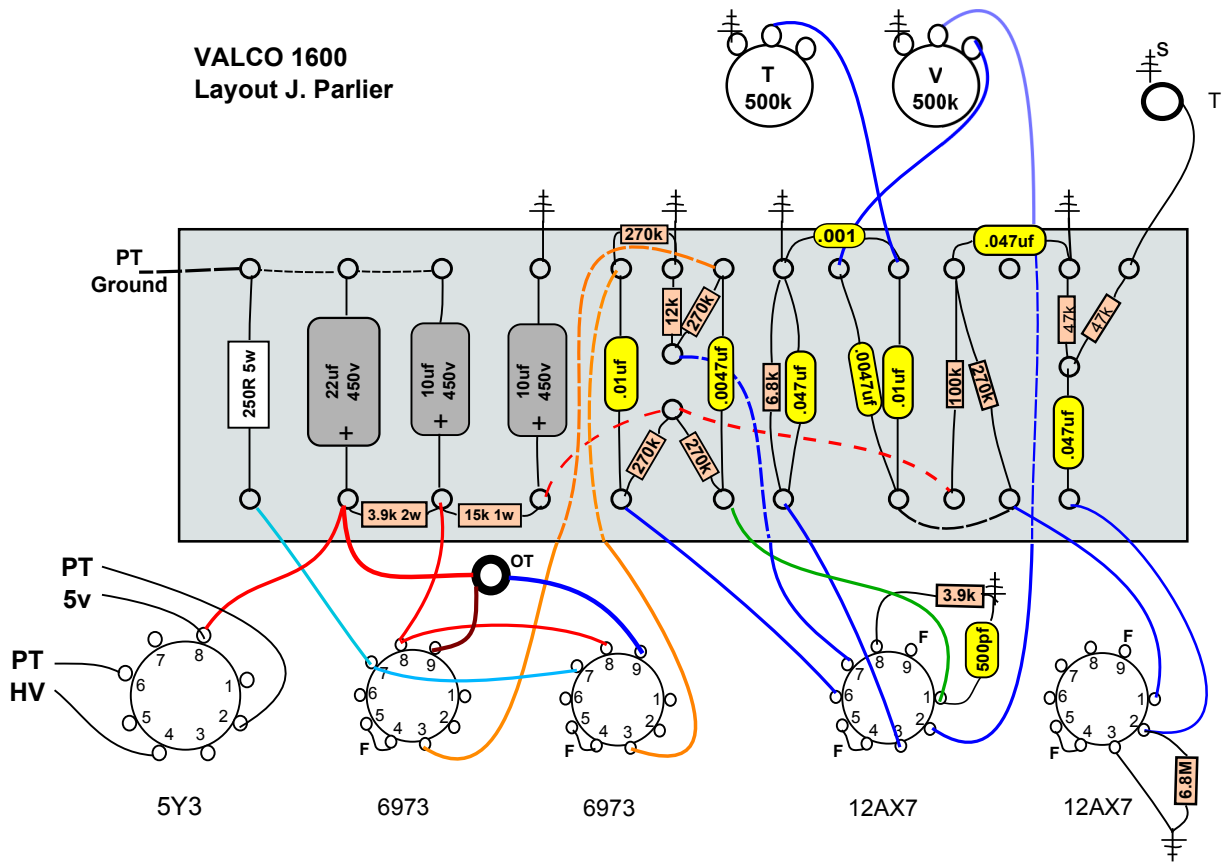 VALCO 1600
Layout J. Parlier
T
500k
V
500k
S
T
PT
Ground
270k
.001
.047uf
250R 5w
22uf
450v
+
10uf
450v
+
10uf
450v
+
.01uf
12k
270k
.0047uf
6.8k
.047uf
.0047uf
.01uf
100k
270k
47k
47k
.047uf
270k
270k
3.9k 2w
15k 1w
OT
PT
5v
PT
HV
3.9k
500pf
1
2
3
4
5
6
7
8
1
2
3
4
5
6
7
8
9
F
1
2
3
4
5
6
7
8
9
F
1
2
3
4
5
6
7
8
9
F
F
1
2
3
4
5
6
7
8
9
F
F
6.8M
5Y3
6973
6973
12AX7
12AX7